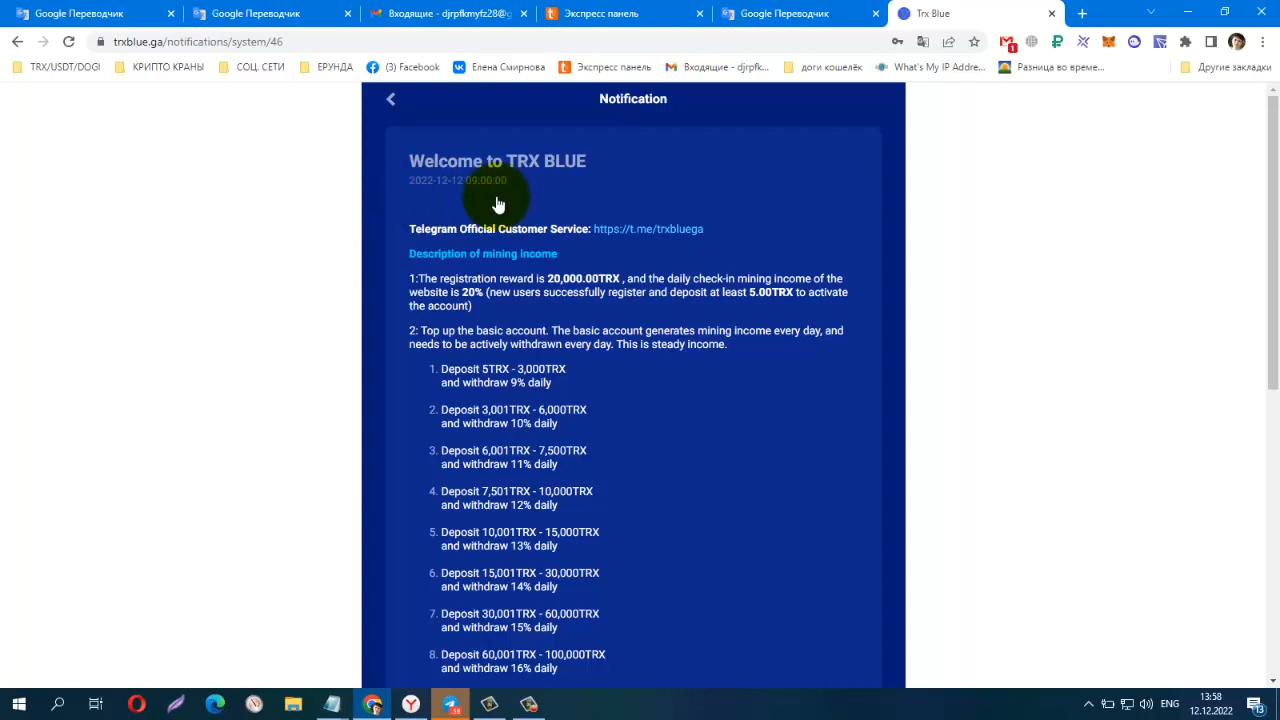 Google Переводчик
Google Переводчик
Входящие - djrpfkmyfz28@g
Экспресс панель
Google Переводчик
Trx Blue
trxblue.ga/notifications/system/46
TRX/USDT/DOGI
КРИПТО КРАНЫ
СОЦ. СЕТИ
ЕРУНДА
(3) Facebook
Елена Смирнова
Экспресс панель
Входящие - djrpfk...
доги кошелёк
What's My IP Addre...
Разница во време...
Другие закладки
Notification
Welcome to TRX BLUE
2022-12-12 09:00:00
Telegram Official Customer Service: https://t.me/trxbluega
Description of mining income
1:The registration reward is 20,000.00TRX , and the daily check-in mining income of the
website is 20% (new users successfully register and deposit at least 5.00TRX to activate
the account)
2: Top up the basic account. The basic account generates mining income every day, and
needs to be actively withdrawn every day. This is steady income.
1. Deposit 5TRX - 3,000TRX
and withdraw 9% daily
2. Deposit 3,001TRX - 6,000TRX
and withdraw 10% daily
3. Deposit 6,001TRX - 7,500TRX
and withdraw 11% daily
4. Deposit 7,501TRX - 10,000TRX
and withdraw 12% daily
5. Deposit 10,001TRX - 15,000TRX
and withdraw 13% daily
6. Deposit 15,001TRX - 30,000TRX
and withdraw 14% daily
7. Deposit 30,001TRX - 60,000TRX
and withdraw 15% daily
8. Deposit 60,001TRX - 100,000TRX
and withdraw 16% daily
ENG
13:58
12.12.2022